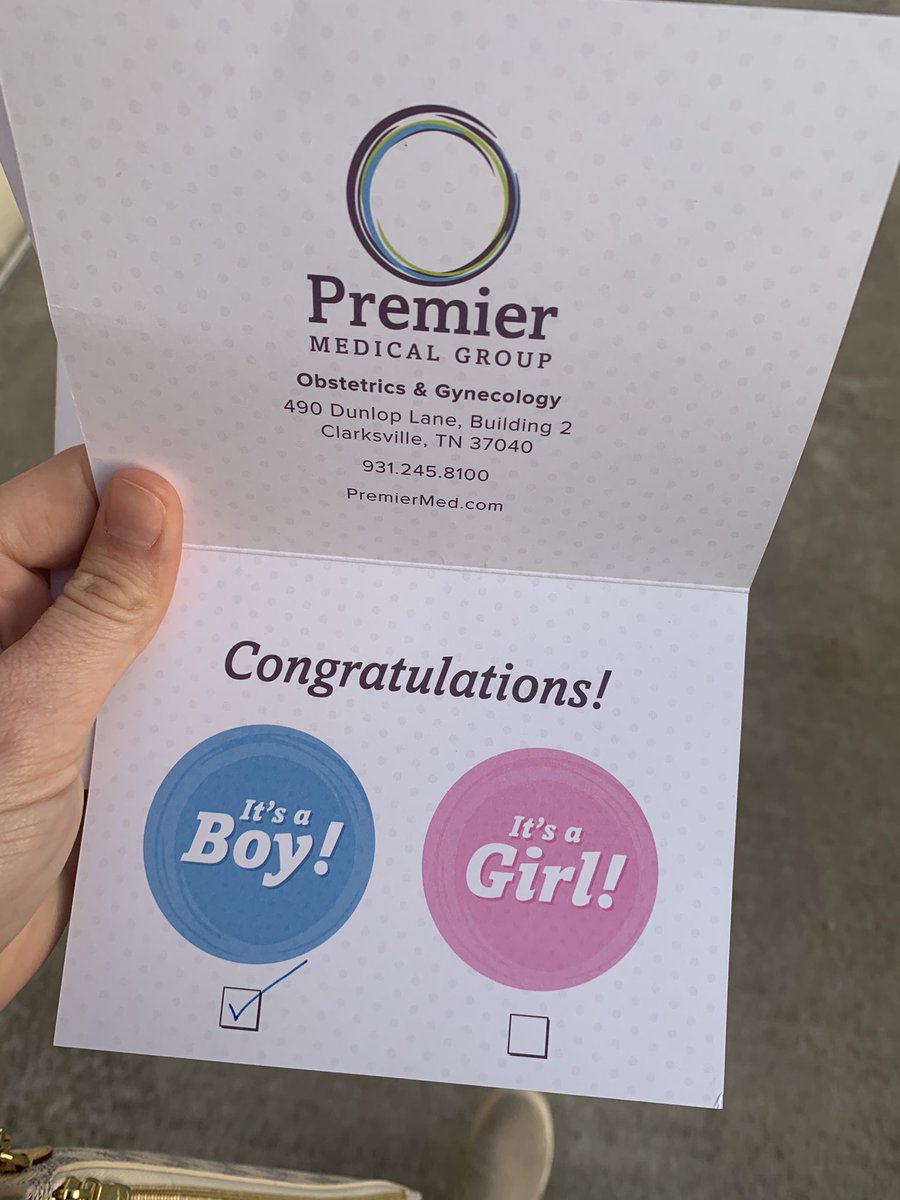 Premier
MEDICAL GROUP
Obstetrics & Gynecology
490 Dunlop Lane, Building 2
Clarksville, TN 37040
931.245.8100
PremierMed.com
Congratulations!
It's a
Boy!
It's a
Girl!